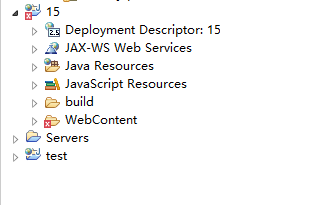 15
Deployment Descriptor: 15
JAX-WS Web Services
Java Resources
JavaScript Resources
build
WebContent
Servers
test